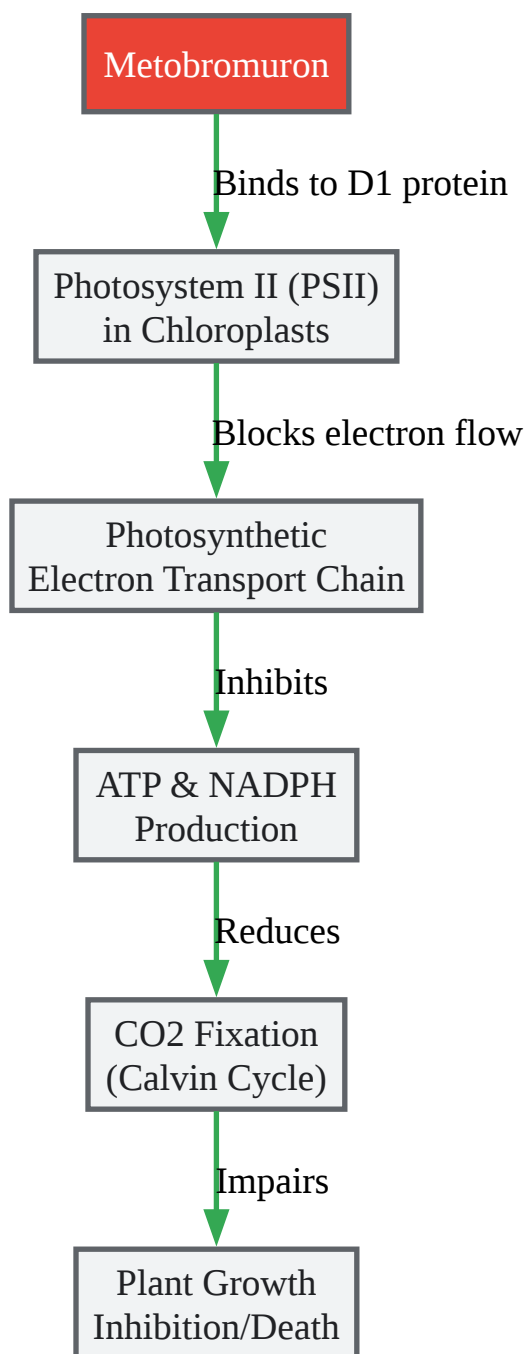 Metobromuron
Binds to D1 protein
Photosystem II (PSII)
in Chloroplasts
Blocks electron flow
Photosynthetic
Electron Transport Chain
Inhibits
ATP & NADPH
Production
Reduces
CO2 Fixation
(Calvin Cycle)
Impairs
Plant Growth
Inhibition/Death